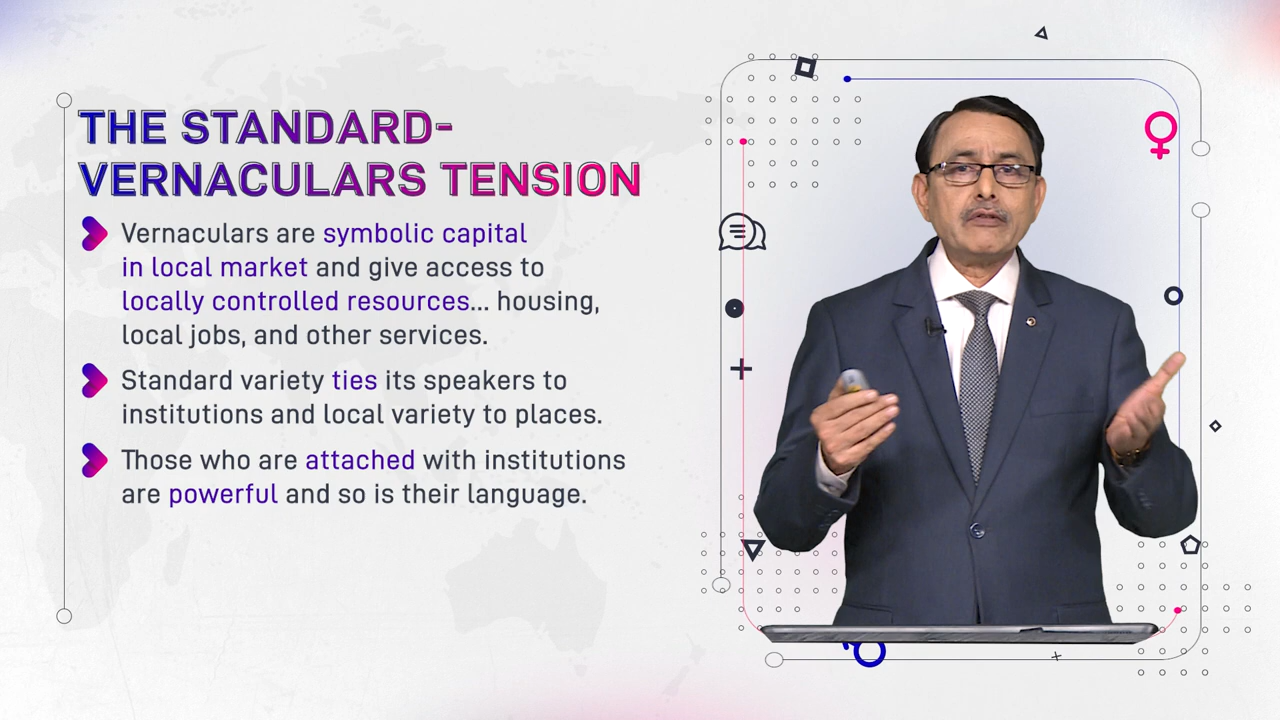 THE STANDARD-
VERNACULARS TENSION
Vernaculars are symbolic capital
in local market and give access to
locally controlled resources... housing,
local jobs, and other services.
Standard variety ties its speakers to
institutions and local variety to places.
Those who are attached with institutions
are powerful and so is their language.